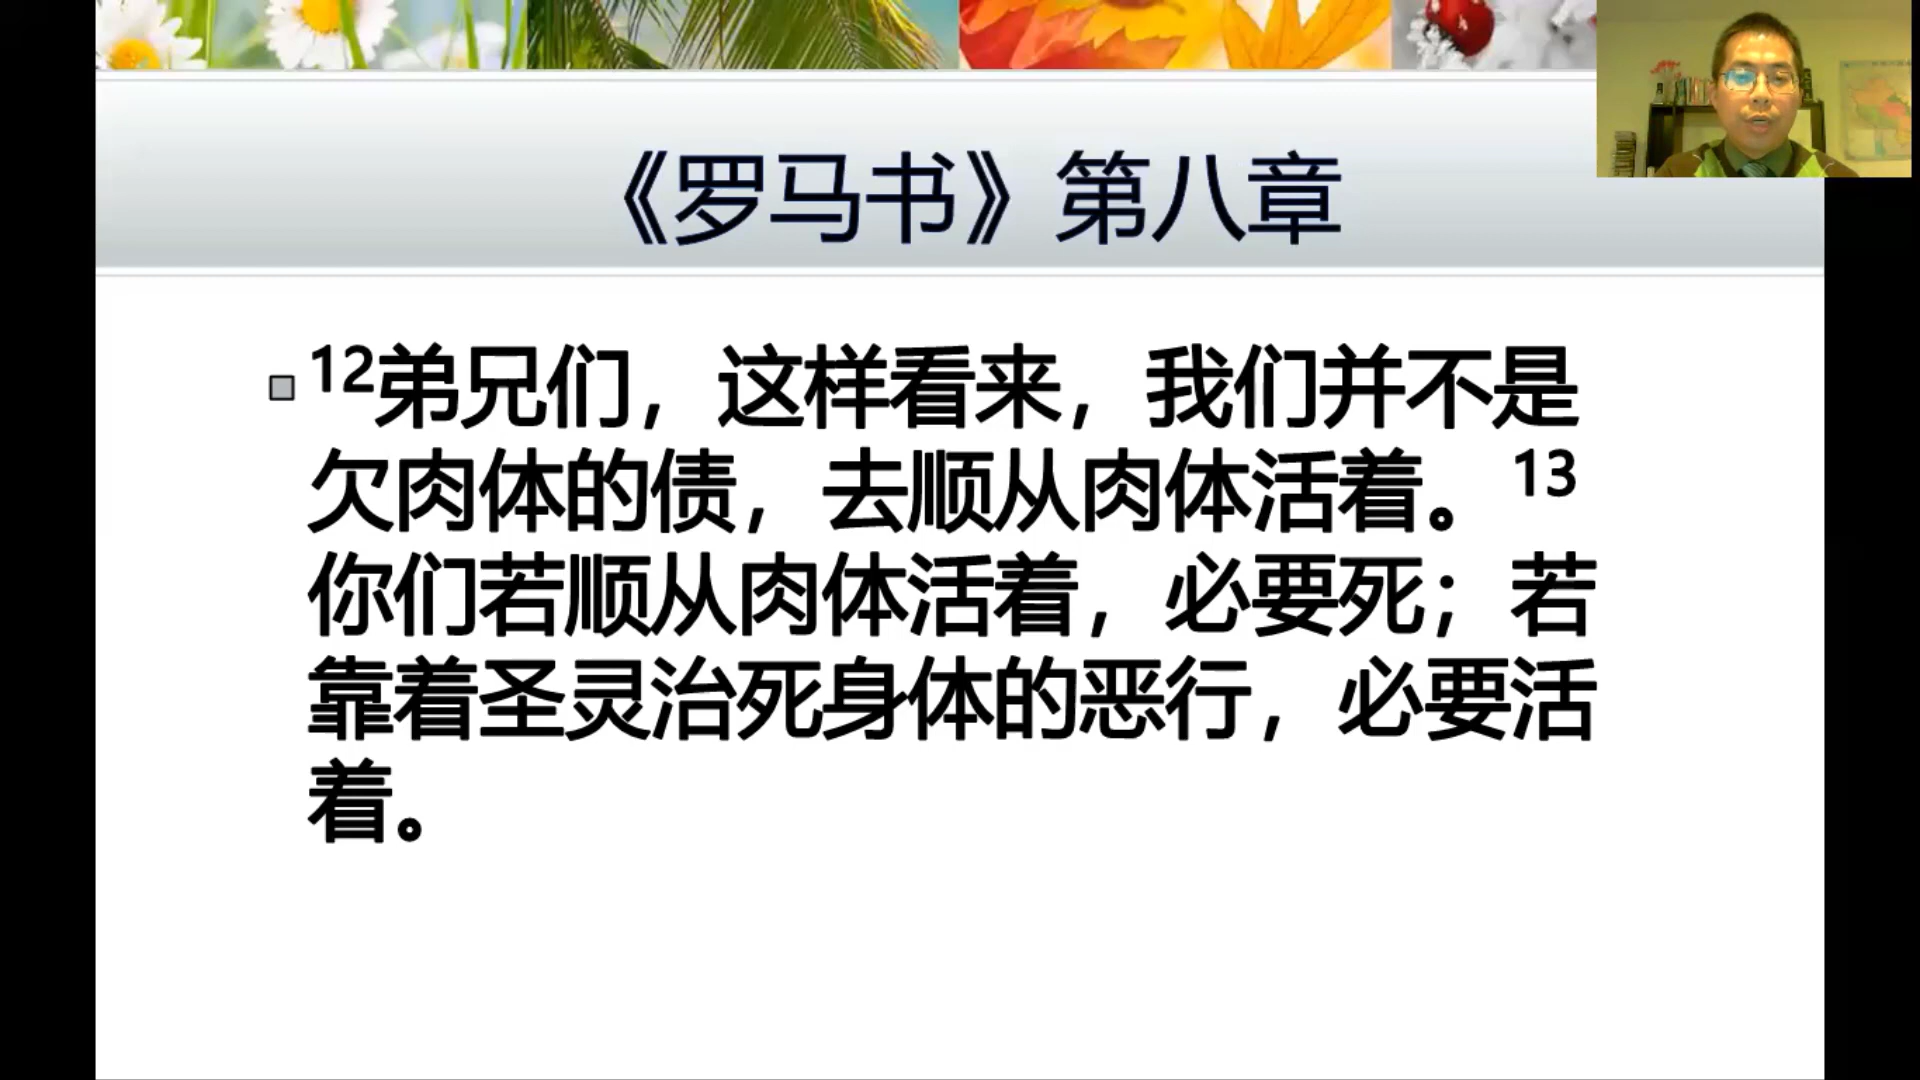 《罗马书》第八章
12弟兄们，这样看来，我们并不是
欠肉体的债，去顺从肉体活着。13
你们若顺从肉体活着，必要死；若
靠着圣灵治死身体的恶行，必要活
着。